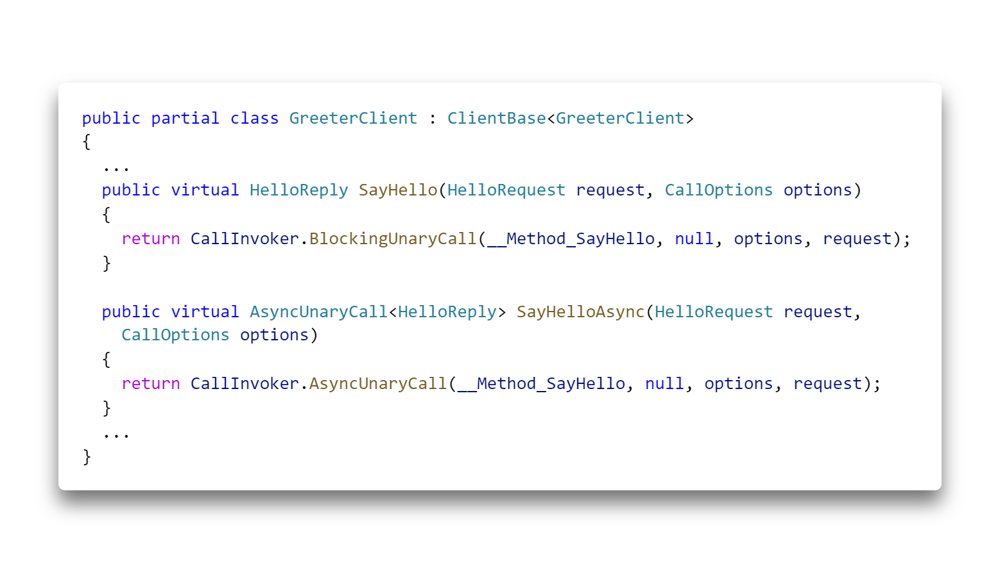 public partial class GreeterClient : ClientBase<GreeterClient>
{
  ...
  public virtual HelloReply SayHello(HelloRequest request, CallOptions options)
  {
    return CallInvoker.BlockingUnaryCall(__Method_SayHello, null, options, request);
  }

  public virtual AsyncUnaryCall<HelloReply> SayHelloAsync(HelloRequest request,
    CallOptions options)
  {
    return CallInvoker.AsyncUnaryCall(__Method_SayHello, null, options, request);
  }
  ...
}